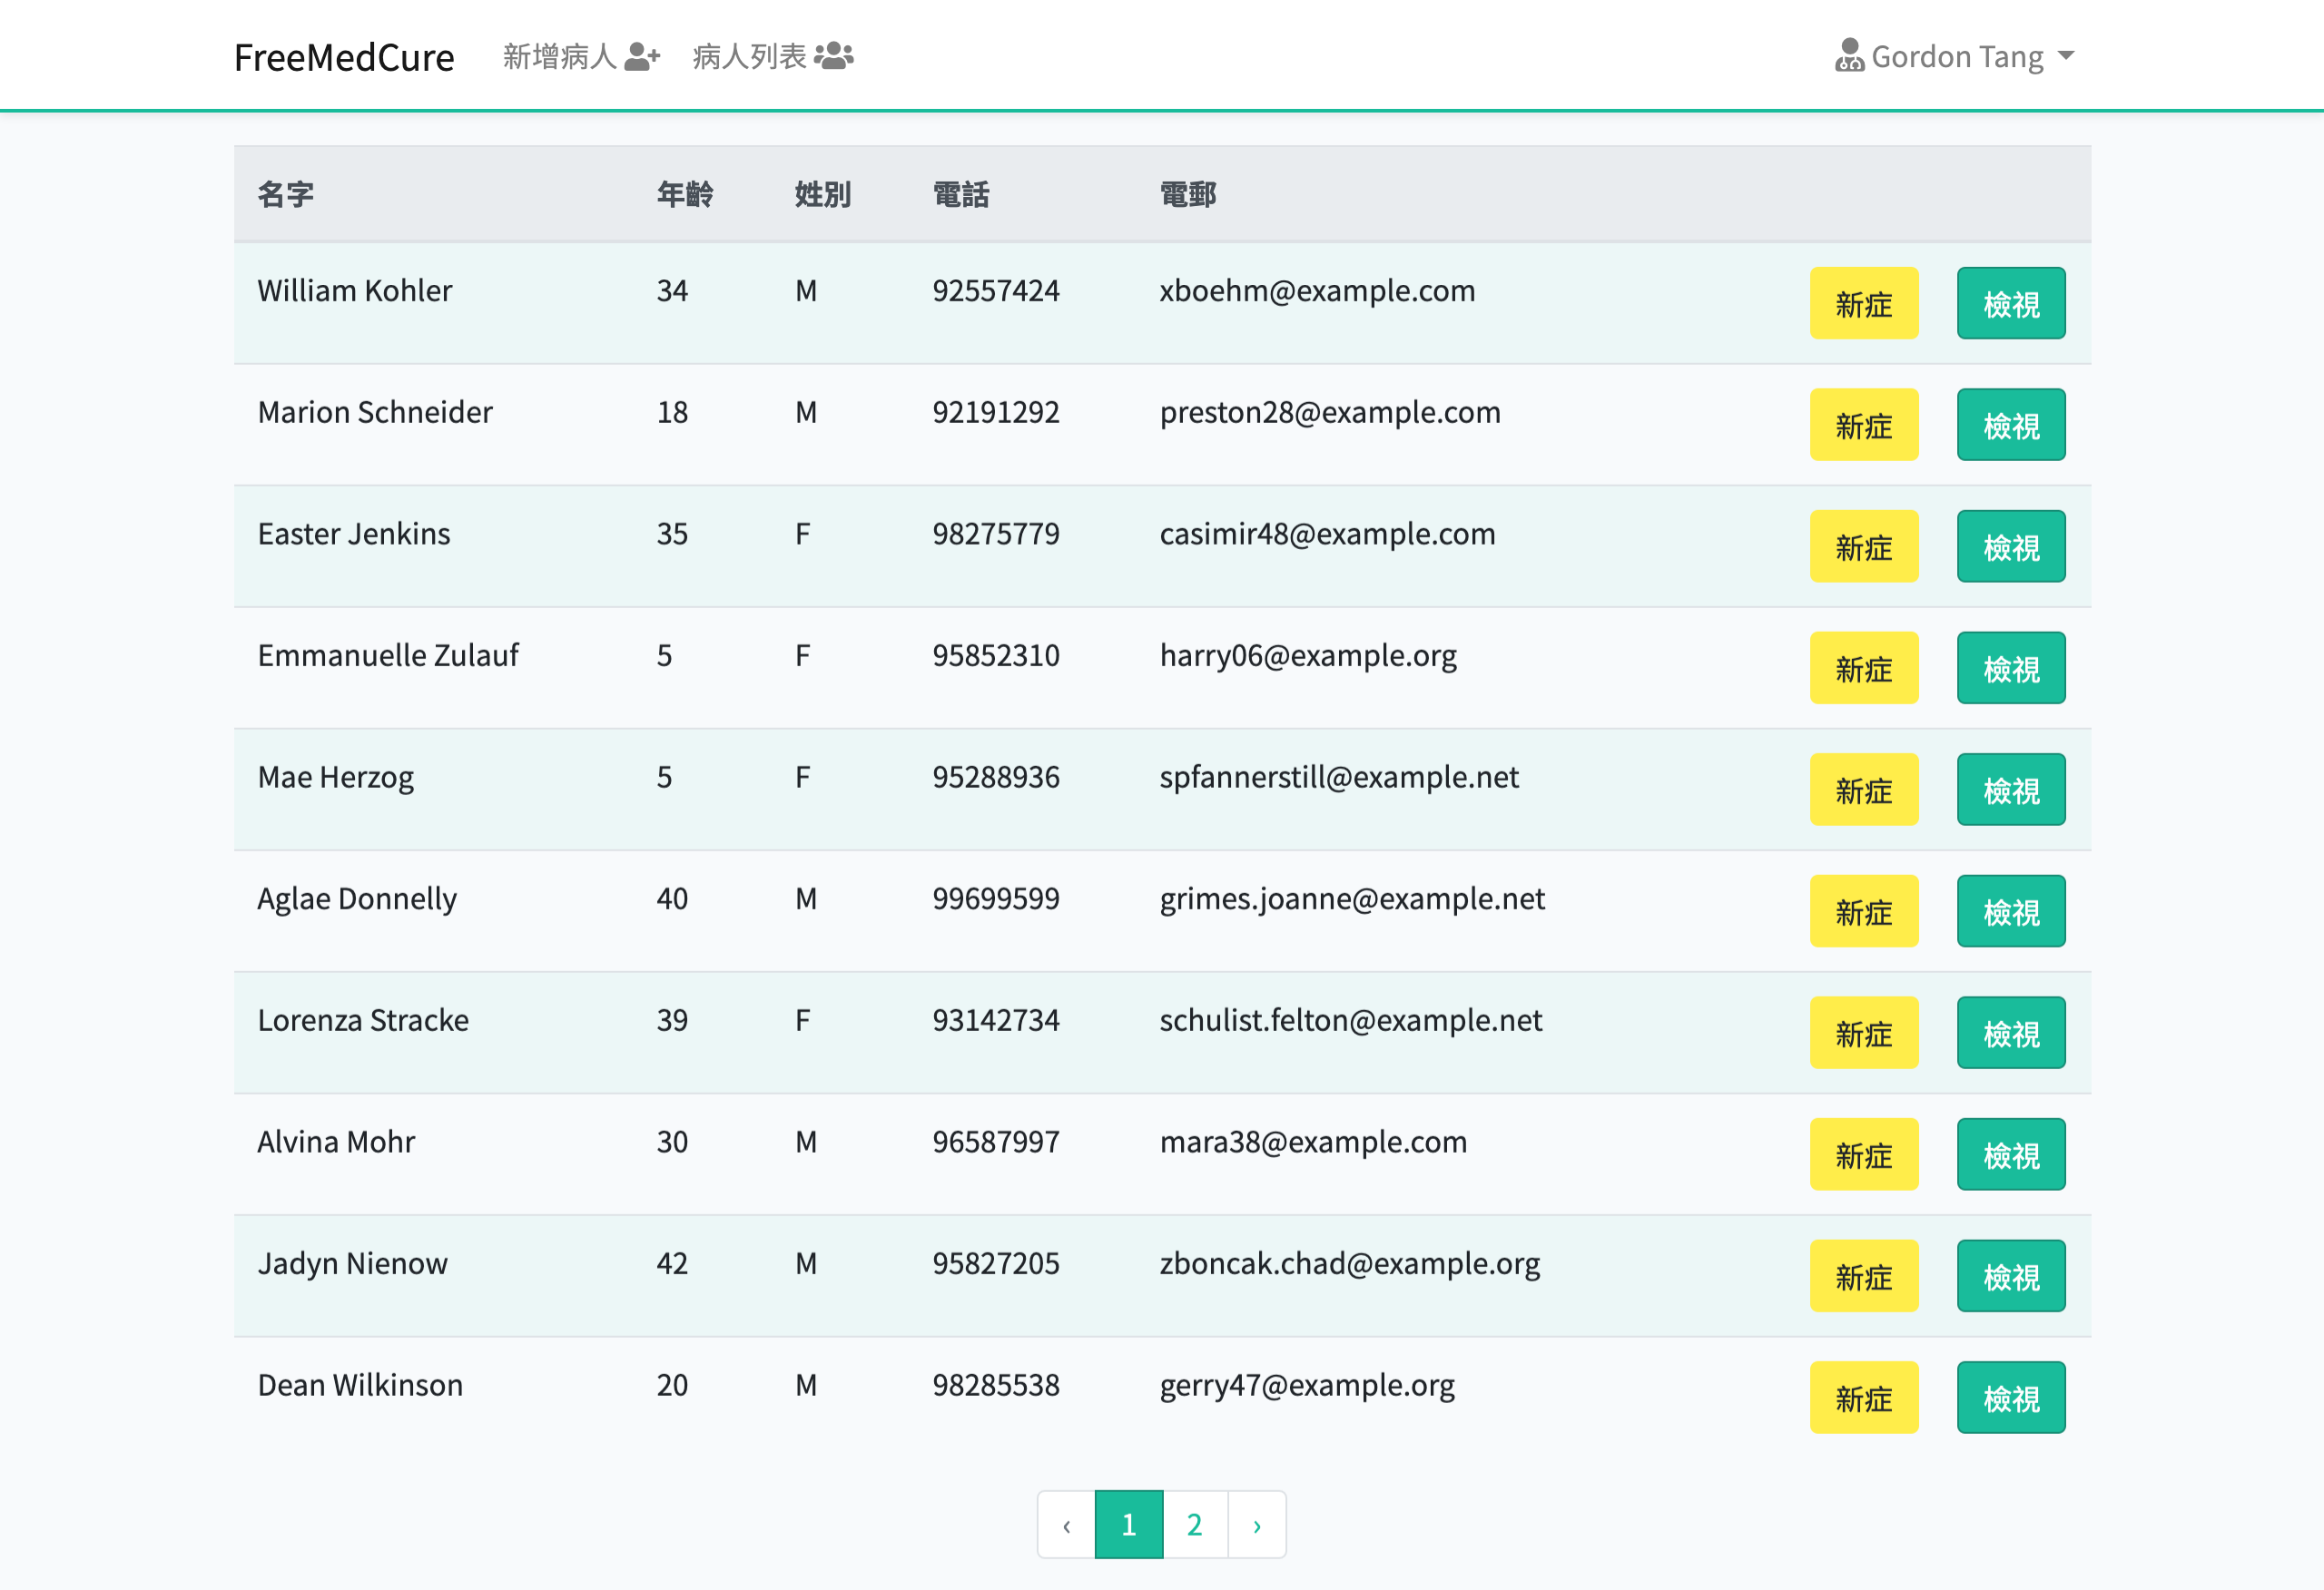 FreeMedCure 新增病人 病人列表 Gordon Tang
名字 年齡 姓別 電話 電郵
William Kohler 34 M 92557424 xboehm@example.com 新症 檢視
Marion Schneider 18 M 92191292 preston28@example.com 新症 檢視
Easter Jenkins 35 F 98275779 casimir48@example.com 新症 檢視
Emmanuelle Zulauf 5 F 95852310 harry06@example.org 新症 檢視
Mae Herzog 5 F 95288936 spfannerstill@example.net 新症 檢視
Aglae Donnelly 40 M 99699599 grimes.joanne@example.net 新症 檢視
Lorenza Stracke 39 F 93142734 schulist.felton@example.net 新症 檢視
Alvina Mohr 30 M 96587997 mara38@example.com 新症 檢視
Jadyn Nienow 42 M 95827205 zboncak.chad@example.org 新症 檢視
Dean Wilkinson 20 M 98285538 gerry47@example.org 新症 檢視
‹ 1 2 ›